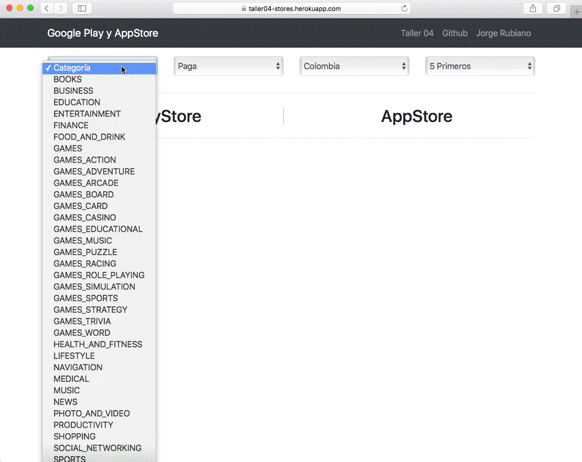 taller04-stores.herokuapp.com
Google Play y AppStore
Taller 04 Github Jorge Rubiano
✓ Categoría
Paga
Colombia
5 Primeros
yStore
AppStore
BOOKS
BUSINESS
EDUCATION
ENTERTAINMENT
FINANCE
FOOD_AND_DRINK
GAMES
GAMES_ACTION
GAMES_ADVENTURE
GAMES_ARCADE
GAMES_BOARD
GAMES_CARD
GAMES_CASINO
GAMES_EDUCATIONAL
GAMES_MUSIC
GAMES_PUZZLE
GAMES_RACING
GAMES_ROLE_PLAYING
GAMES_SIMULATION
GAMES_SPORTS
GAMES_STRATEGY
GAMES_TRIVIA
GAMES_WORD
HEALTH_AND_FITNESS
LIFESTYLE
NAVIGATION
MEDICAL
MUSIC
NEWS
PHOTO_AND_VIDEO
PRODUCTIVITY
SHOPPING
SOCIAL_NETWORKING
SPORTS